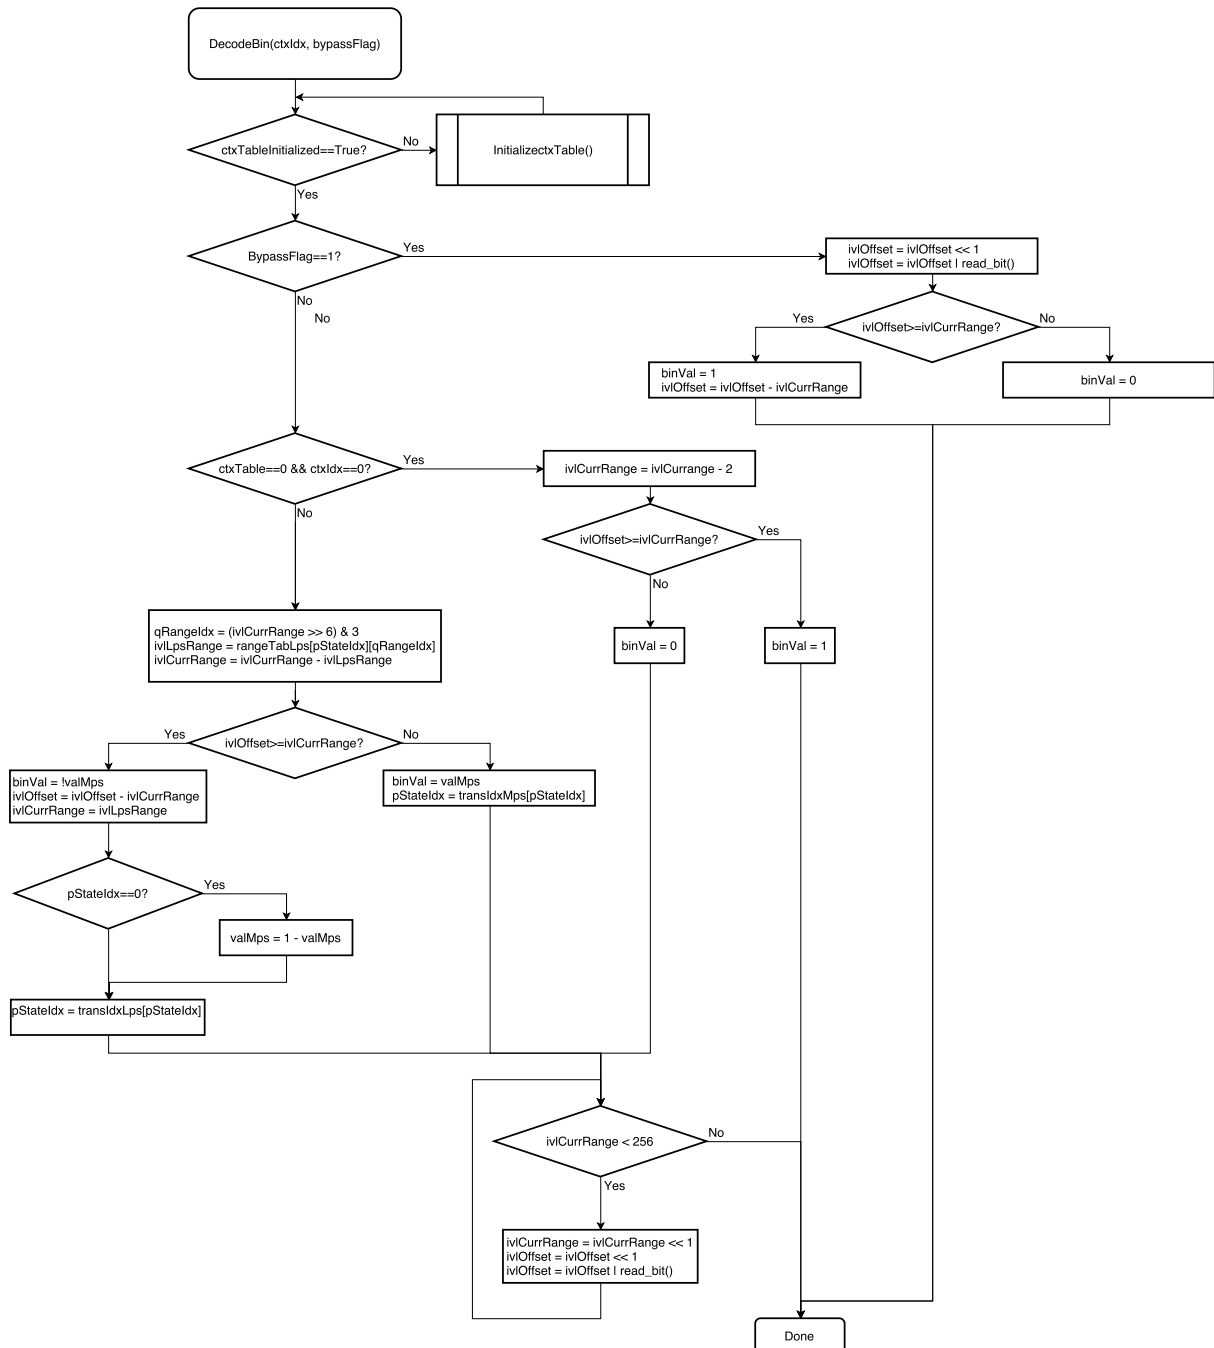 DecodeBin(ctxIdx, bypassFlag)
ctxTableInitialized==True?
No
InitializectxTable()
Yes
BypassFlag==1?
Yes
ivlOffset = ivlOffset << 1
ivlOffset = ivlOffset | read_bit()
No
No
ivlOffset>=ivlCurrRange?
Yes
No
binVal = 1
ivlOffset = ivlOffset - ivlCurrRange
binVal = 0
ctxTable==0 && ctxIdx==0?
Yes
ivlCurrRange = ivlCurrange - 2
No
ivlOffset>=ivlCurrRange?
Yes
No
binVal = 0
binVal = 1
qRangeIdx = (ivlCurrRange >> 6) & 3
ivlLpsRange = rangeTabLps[pStateIdx][qRangeIdx]
ivlCurrRange = ivlCurrRange - ivlLpsRange
ivlOffset>=ivlCurrRange?
Yes
No
binVal = !valMps
ivlOffset = ivlOffset - ivlCurrRange
ivlCurrRange = ivlLpsRange
binVal = valMps
pStateIdx = transIdxMps[pStateIdx]
pStateIdx==0?
Yes
valMps = 1 - valMps
pStateIdx = transIdxLps[pStateIdx]
ivlCurrRange < 256
No
Yes
ivlCurrRange = ivlCurrRange << 1
ivlOffset = ivlOffset << 1
ivlOffset = ivlOffset | read_bit()
Done